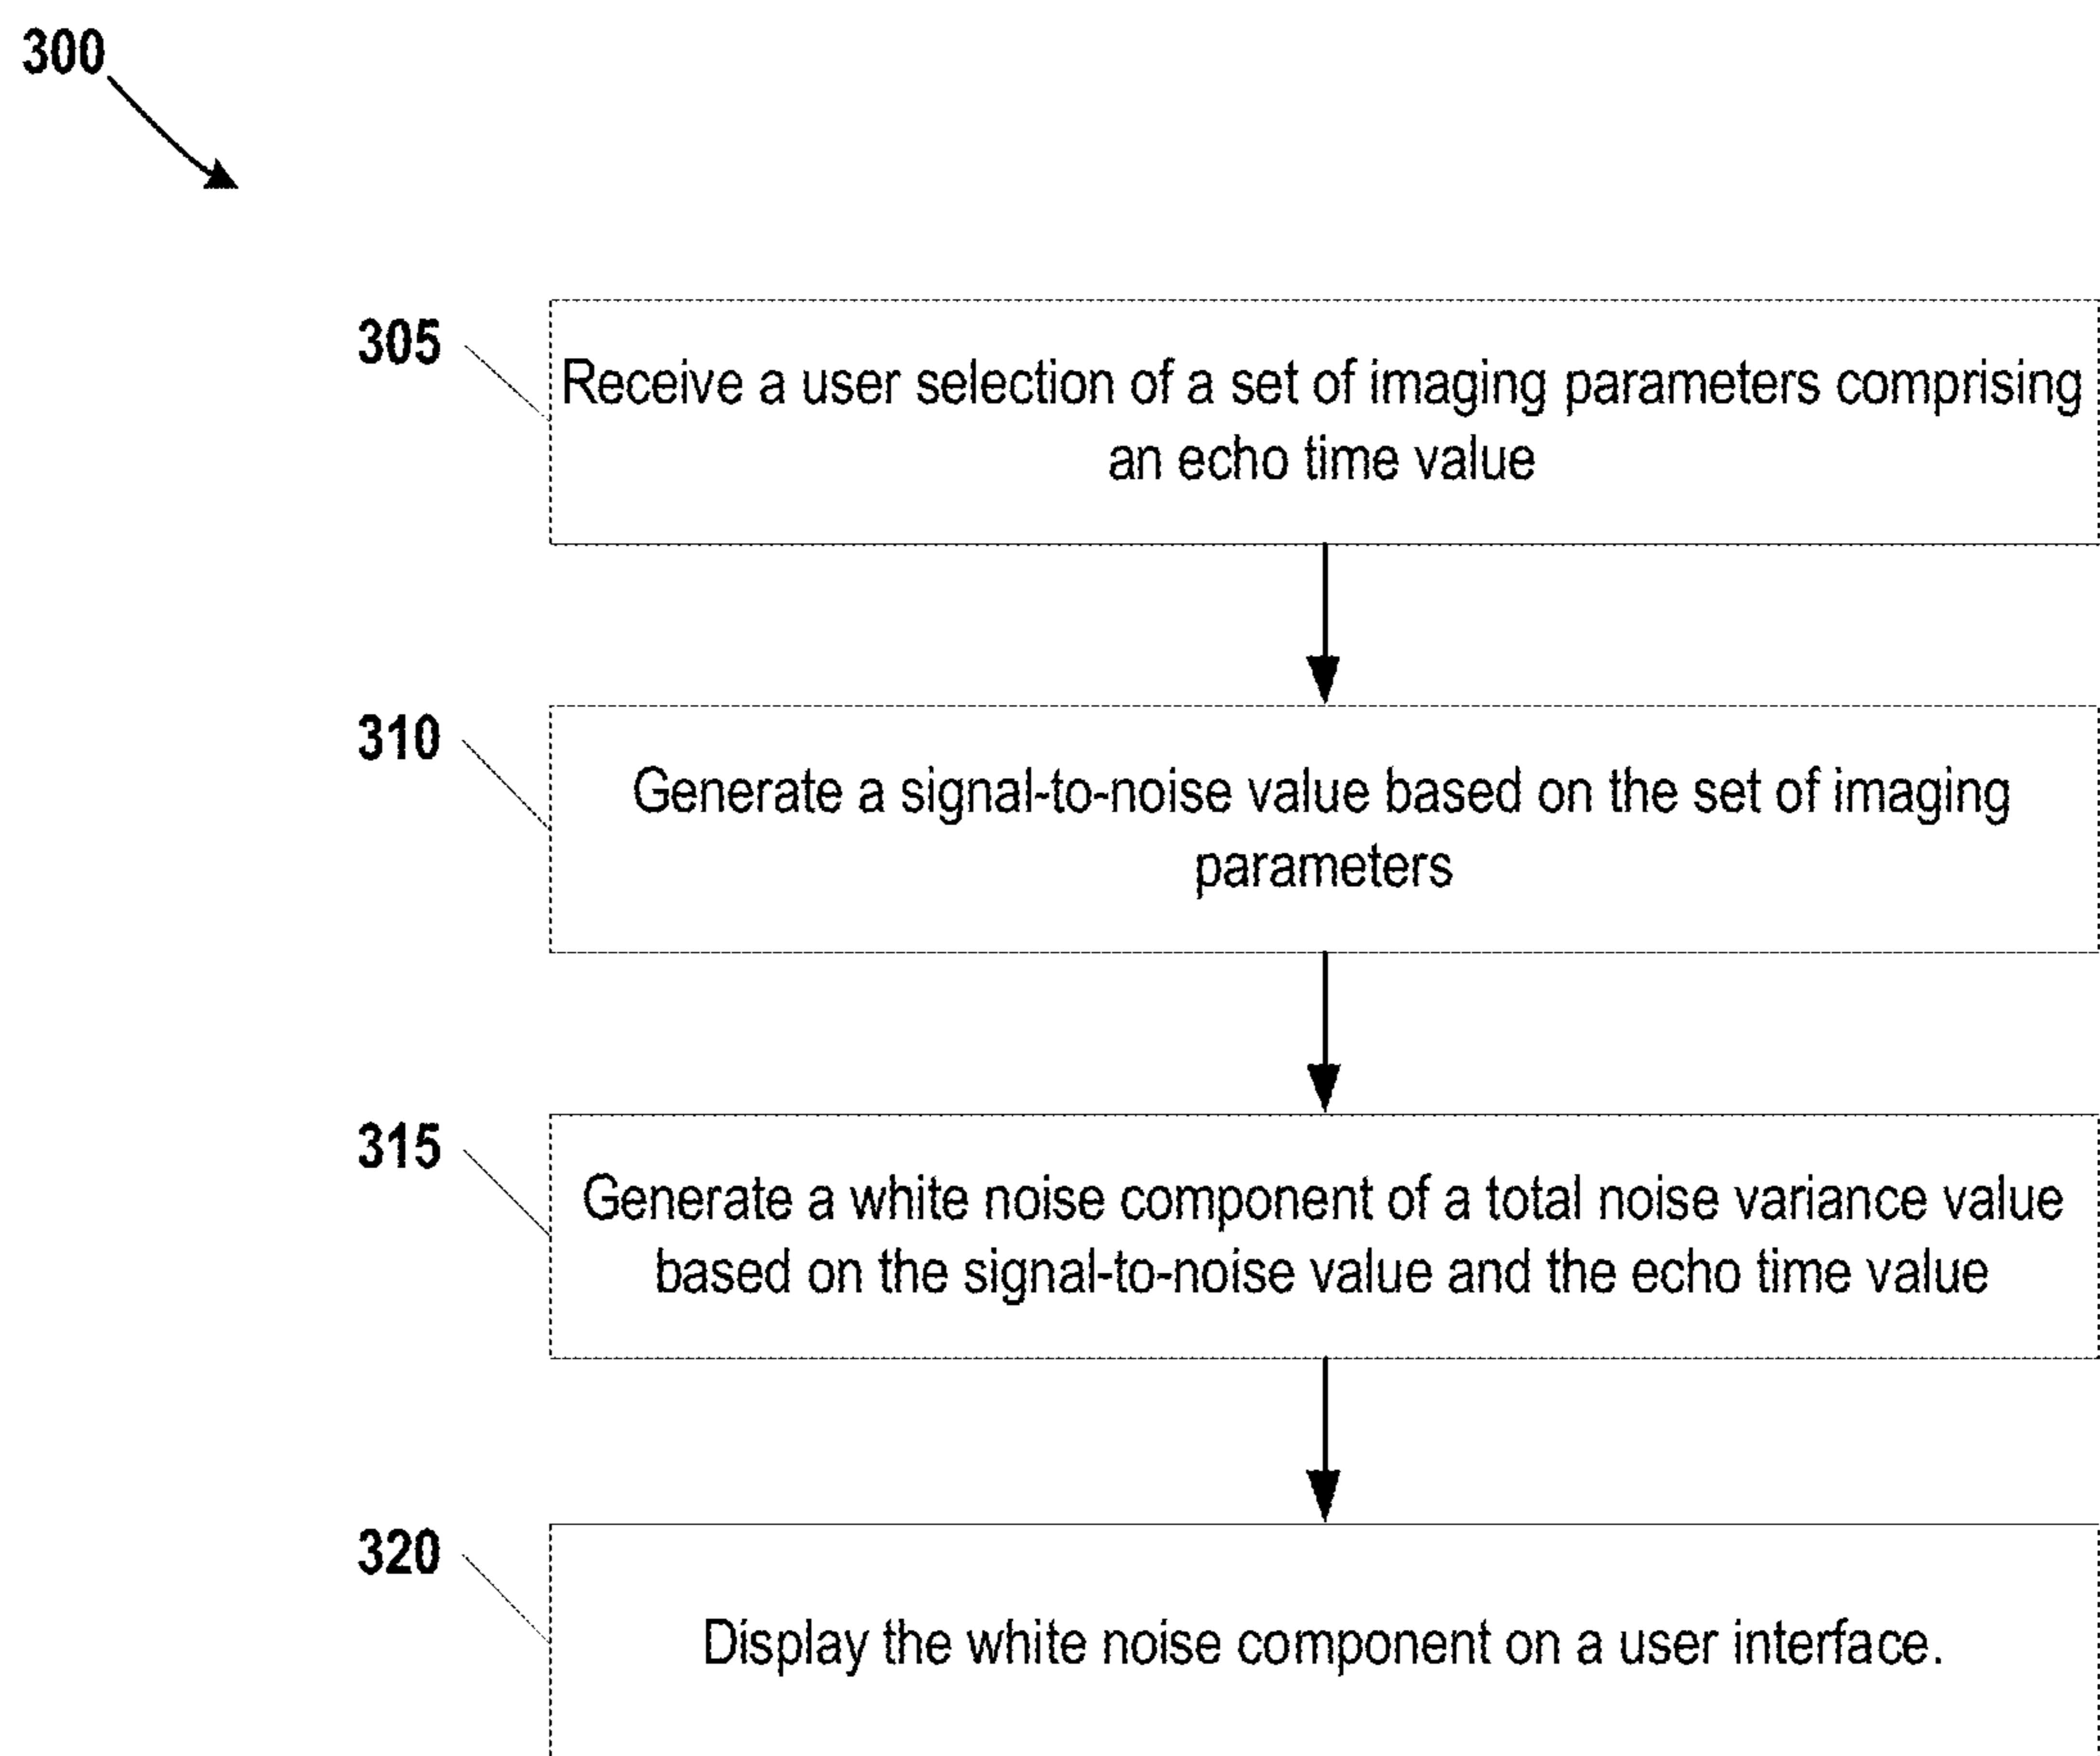 300
305
Receive a user selection of a set of imaging parameters comprising
an echo time value
310
Generate a signal-to-noise value based on the set of imaging
parameters
315
Generate a white noise component of a total noise variance value
based on the signal-to-noise value and the echo time value
320
Display the white noise component on a user interface.